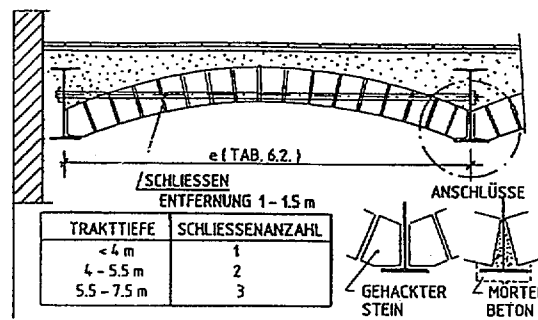 e ( TAB. 6.2. )
/SCHLIESSEN
ENTFERNUNG 1 - 1.5 m
ANSCHLÜSSE
TRAKTTIEFE SCHLIESSENANZAHL
< 4 m 1
4 - 5.5 m 2
5.5 - 7.5 m 3
GEHACKTER
STEIN
BETON